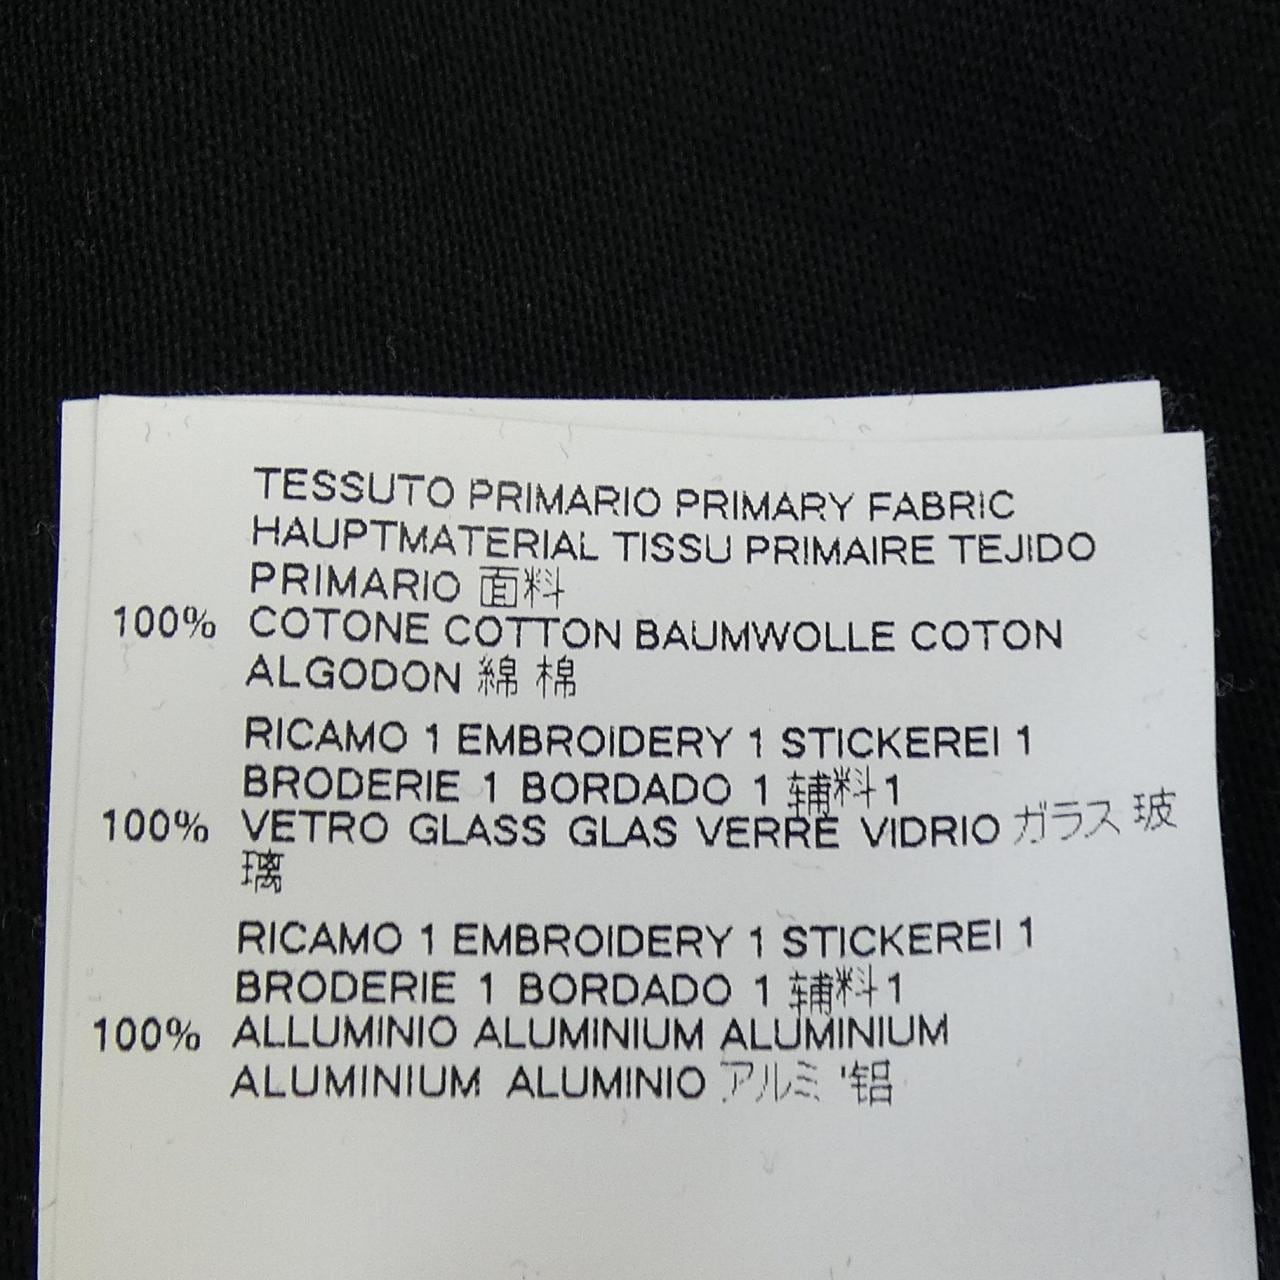 TESSUTO PRIMARIO PRIMARY FABRIC
HAUPTMATERIAL TISSU PRIMAIRE TEJIDO
PRIMARIO 面料
100% COTONE COTTON BAUMWOLLE COTON
ALGODON 綿 棉
RICAMO 1 EMBROIDERY 1 STICKEREI 1
BRODERIE 1 BORDADO 1 辅料1
100% VETRO GLASS GLAS VERRE VIDRIO ガラス 玻
璃
RICAMO 1 EMBROIDERY 1 STICKEREI 1
BRODERIE 1 BORDADO 1 辅料1
100% ALLUMINIO ALUMINIUM ALUMINIUM
ALUMINIUM ALUMINIO アルミ '铝